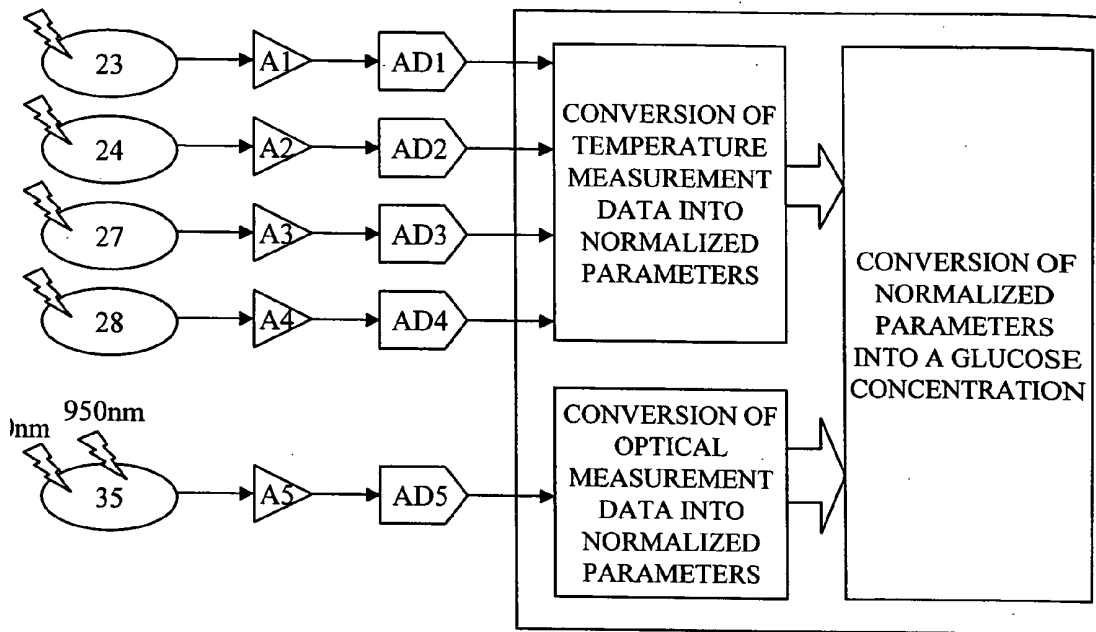 23 A1 AD1
24 A2 AD2
27 A3 AD3
28 A4 AD4
950nm
35 A5 AD5
CONVERSION OF
TEMPERATURE
MEASUREMENT
DATA INTO
NORMALIZED
PARAMETERS
CONVERSION OF
OPTICAL
MEASUREMENT
DATA INTO
NORMALIZED
PARAMETERS
CONVERSION OF
NORMALIZED
PARAMETERS
INTO A GLUCOSE
CONCENTRATION